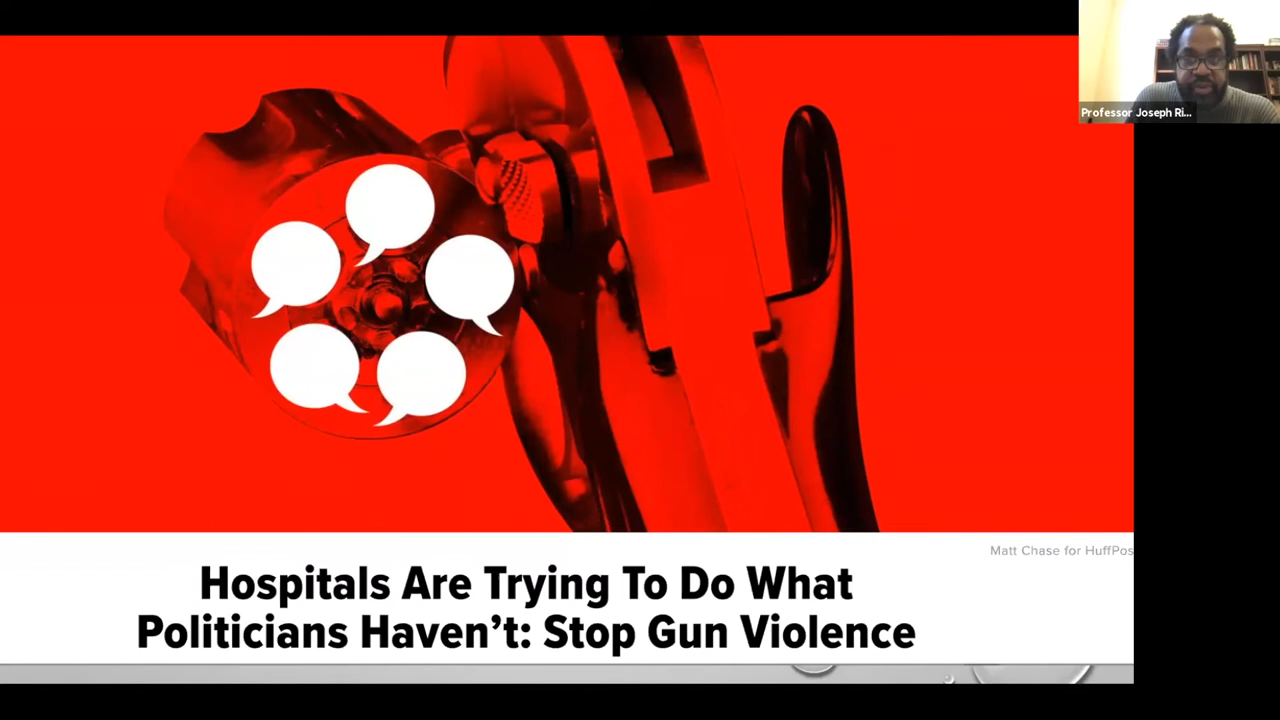 Professor Joseph Ri...
Matt Chase for HuffPos
Hospitals Are Trying To Do What
Politicians Haven't: Stop Gun Violence